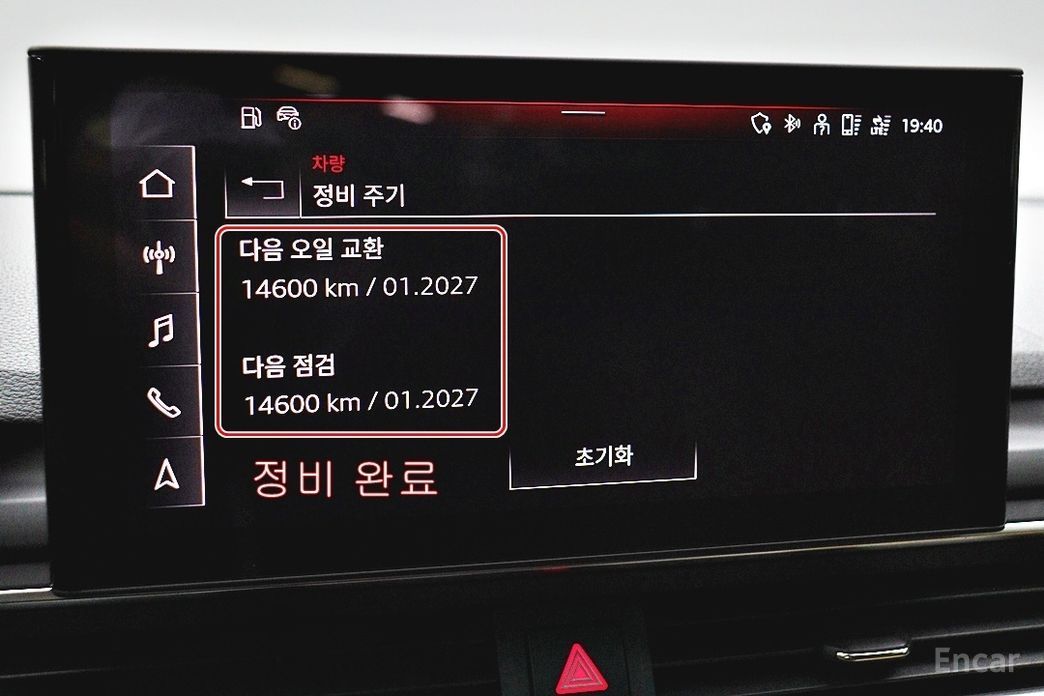 19:40
차량
정비 주기
다음 오일 교환
14600 km / 01.2027
다음 점검
14600 km / 01.2027
초기화
정비 완료
Encar